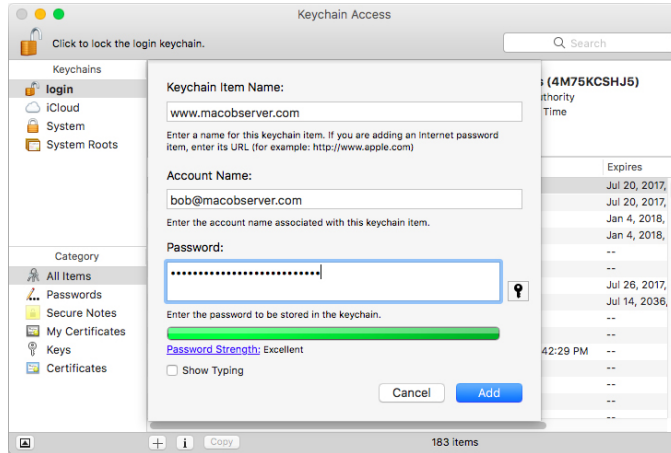 Keychain Access
Click to lock the login keychain.
Search
Keychains
login
iCloud
System
System Roots
Category
All Items
Passwords
Secure Notes
My Certificates
Keys
Certificates
Keychain Item Name:
www.macobserver.com
Enter a name for this keychain item. If you are adding an Internet password
item, enter its URL (for example: http://www.apple.com)
Account Name:
bob@macobserver.com
Enter the account name associated with this keychain item.
Password:
•••••••••••••••••••••••••••
Enter the password to be stored in the keychain.
Password Strength: Excellent
Show Typing
Cancel
Add
(4M75KCSHJ5)
Time
Expires
Jul 20, 2017,
Jul 20, 2017,
Jan 4, 2018,
Jan 4, 2018,
--
--
Jul 26, 2017,
Jul 14, 2036,
--
--
42:29 PM --
--
--
--
+ i Copy
183 items